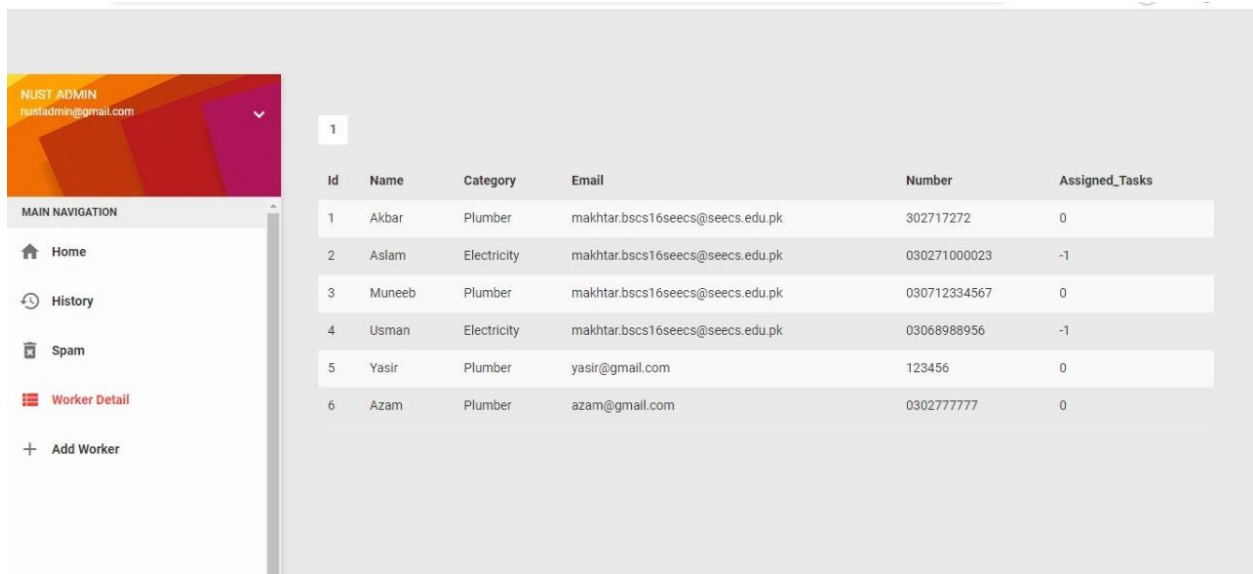 NUST ADMIN
nustadmin@gmail.com
MAIN NAVIGATION
Home
History
Spam
Worker Detail
Add Worker
1
Id Name Category Email Number Assigned_Tasks
1 Akbar Plumber makhtar.bscs16seecs@seecs.edu.pk 302717272 0
2 Aslam Electricity makhtar.bscs16seecs@seecs.edu.pk 030271000023 -1
3 Muneeb Plumber makhtar.bscs16seecs@seecs.edu.pk 030712334567 0
4 Usman Electricity makhtar.bscs16seecs@seecs.edu.pk 03068988956 -1
5 Yasir Plumber yasir@gmail.com 123456 0
6 Azam Plumber azam@gmail.com 0302777777 0